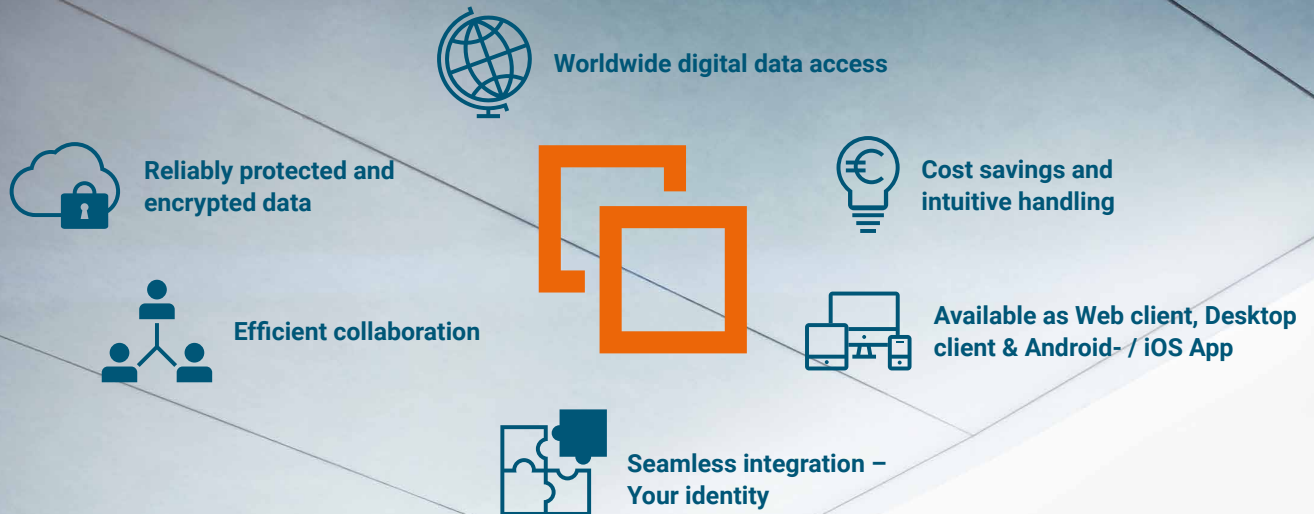 Worldwide digital data access
Reliably protected and
encrypted data
Cost savings and
intuitive handling
Efficient collaboration
Available as Web client, Desktop
client & Android- / iOS App
Seamless integration –
Your identity